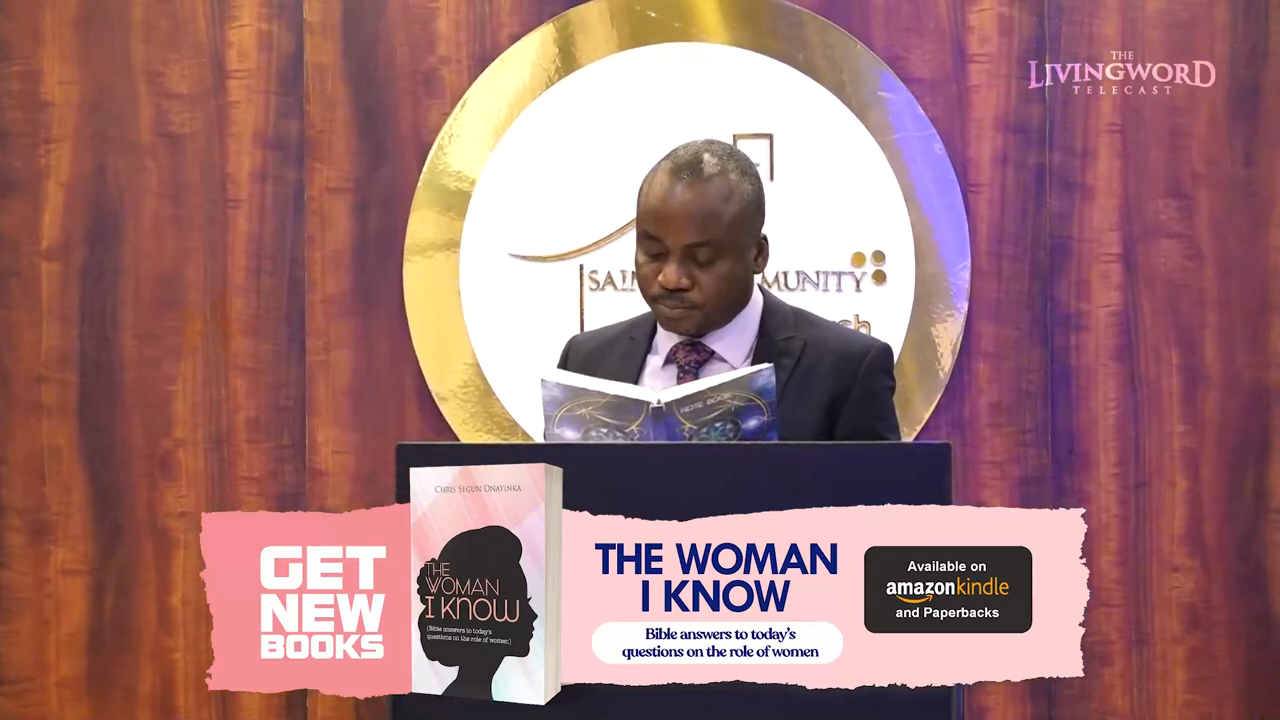 THE
LIVINGWORD
TELECAST
MUNITY
NOTE BOOK
CHRIS SEGUN ONAYINKA
THE
WOMAN
I KNOW
(Bible answers to today's
questions on the role of women)
GET
NEW
BOOKS
THE WOMAN
I KNOW
Bible answers to today's
questions on the role of women
Available on
amazonkindle
and Paperbacks